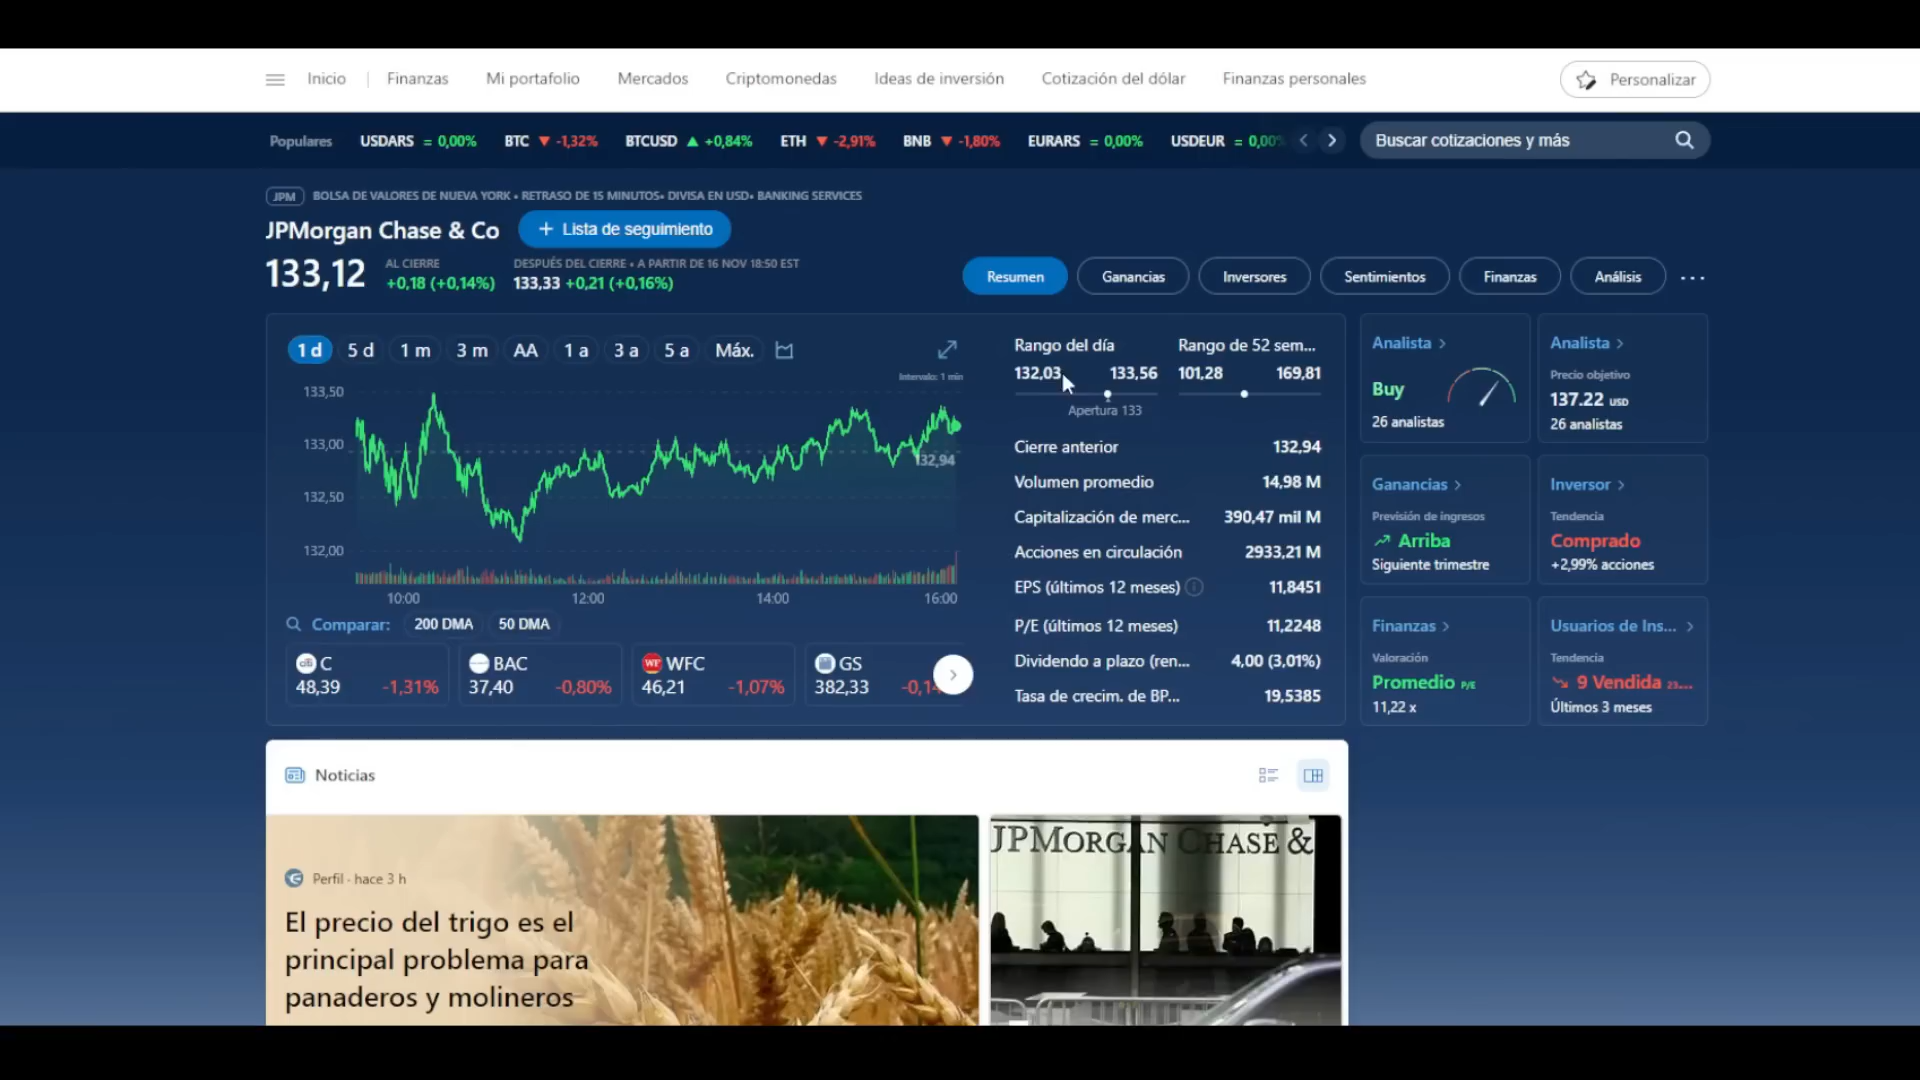 Inicio
Finanzas
Mi portafolio
Mercados
Criptomonedas
Ideas de inversión
Cotización del dólar
Finanzas personales
Personalizar
Populares
USDARS = 0,00%
BTC ▼ -1,32%
BTCUSD ▲ +0,84%
ETH ▼ -2,91%
BNB ▼ -1,80%
EURARS = 0,00%
USDEUR = 0,00%
Buscar cotizaciones y más
JPM BOLSA DE VALORES DE NUEVA YORK • RETRASO DE 15 MINUTOS• DIVISA EN USD• BANKING SERVICES
JPMorgan Chase & Co
+ Lista de seguimiento
133,12
AL CIERRE
+0,18 (+0,14%)
DESPUÉS DEL CIERRE • A PARTIR DE 16 NOV 18:50 EST
133,33 +0,21 (+0,16%)
Resumen
Ganancias
Inversores
Sentimientos
Finanzas
Análisis
...
1 d
5 d
1 m
3 m
AA
1 a
3 a
5 a
Máx.
Intervalo: 1 min
133,50
133,00
132,50
132,00
132,94
10:00
12:00
14:00
16:00
Comparar:
200 DMA
50 DMA
C
48,39 -1,31%
BAC
37,40 -0,80%
WF WFC
46,21 -1,07%
GS
382,33 -0,1
Rango del día
132,03 133,56
Apertura 133
Rango de 52 sem...
101,28 169,81
Cierre anterior 132,94
Volumen promedio 14,98 M
Capitalización de merc... 390,47 mil M
Acciones en circulación 2933,21 M
EPS (últimos 12 meses) 11,8451
P/E (últimos 12 meses) 11,2248
Dividendo a plazo (ren... 4,00 (3,01%)
Tasa de crecim. de BP... 19,5385
Analista >
Buy
26 analistas
Analista >
Precio objetivo
137.22 USD
26 analistas
Ganancias >
Previsión de ingresos
Arriba
Siguiente trimestre
Inversor >
Tendencia
Comprado
+2,99% acciones
Finanzas >
Valoración
Promedio P/E
11,22 x
Usuarios de Ins... >
Tendencia
9 Vendida 23...
Últimos 3 meses
Noticias
Perfil · hace 3 h
El precio del trigo es el
principal problema para
panaderos y molineros
JPMORGAN CHASE &